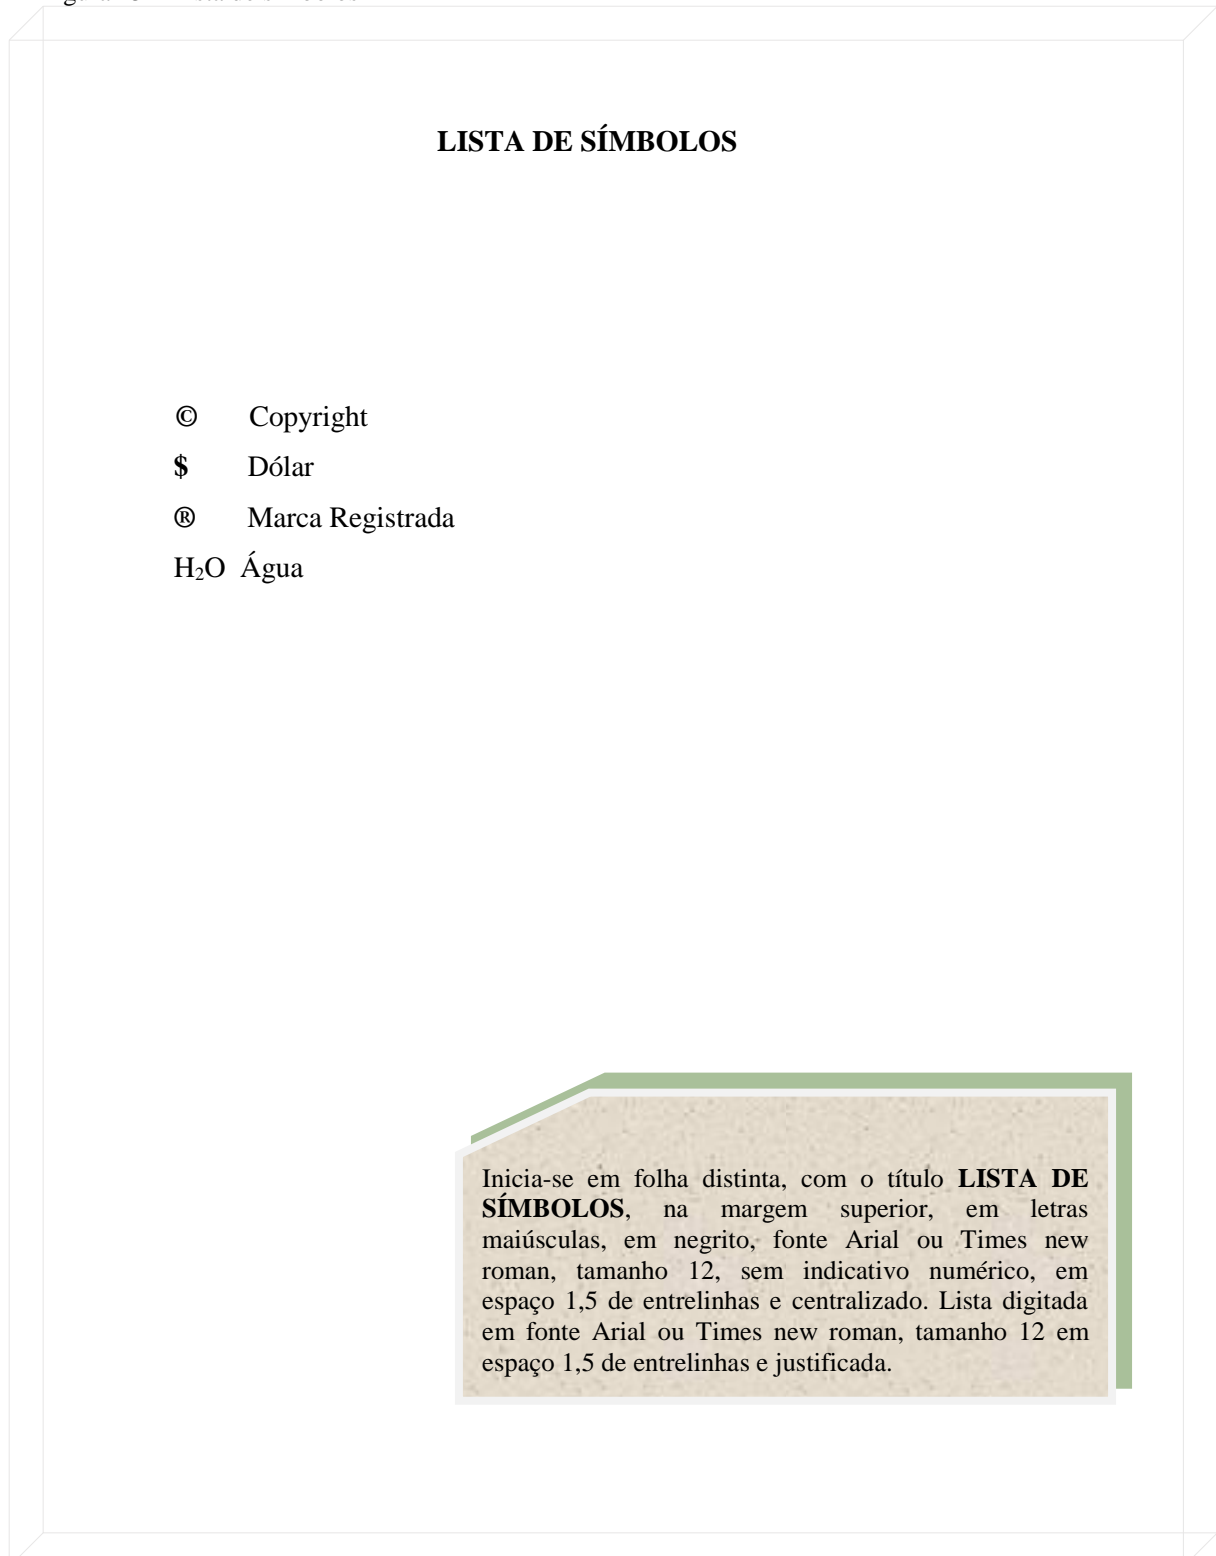 LISTA DE SÍMBOLOS
© Copyright
$ Dólar
® Marca Registrada
H₂O Água
Inicia-se em folha distinta, com o título LISTA DE
SÍMBOLOS, na margem superior, em letras
maiúsculas, em negrito, fonte Arial ou Times new
roman, tamanho 12, sem indicativo numérico, em
espaço 1,5 de entrelinhas e centralizado. Lista digitada
em fonte Arial ou Times new roman, tamanho 12 em
espaço 1,5 de entrelinhas e justificada.